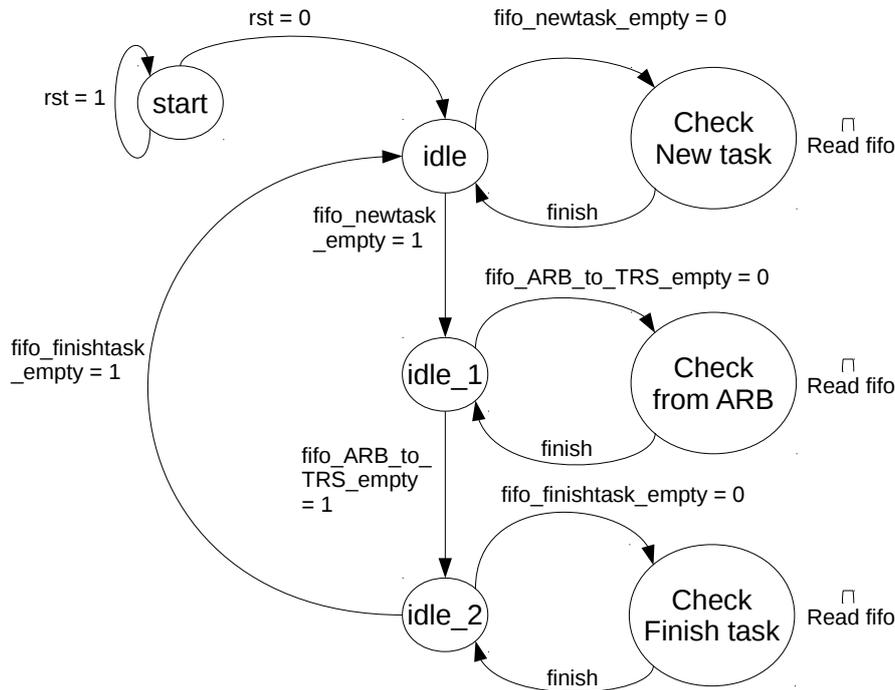 rst = 0
fifo_newtask_empty = 0
rst = 1
start
Check
New task
Read fifo
idle
finish
fifo_newtask
_empty = 1
fifo_ARB_to_TRS_empty = 0
fifo_finishtask
_empty = 1
idle_1
Check
from ARB
Read fifo
finish
fifo_ARB_to_
TRS_empty
= 1
fifo_finishtask_empty = 0
idle_2
Check
Finish task
Read fifo
finish